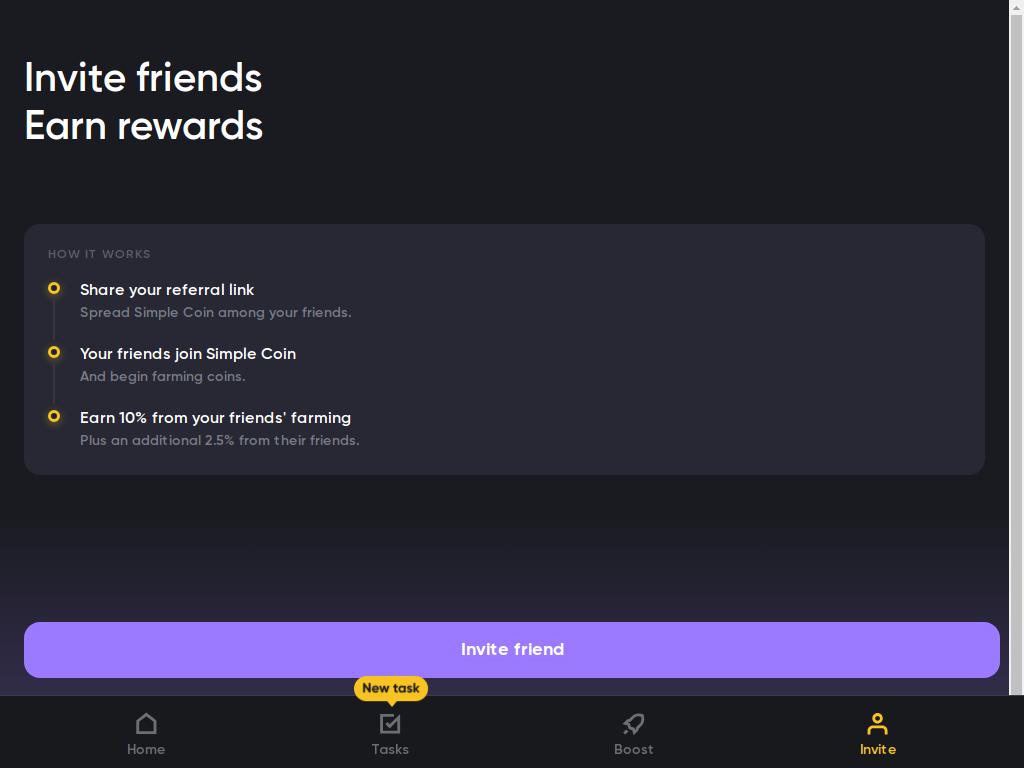 Invite friends
Earn rewards
HOW IT WORKS
Share your referral link
Spread Simple Coin among your friends.
Your friends join Simple Coin
And begin farming coins.
Earn 10% from your friends' farming
Plus an additional 2.5% from their friends.
Invite friend
New task
Home
Tasks
Boost
Invite